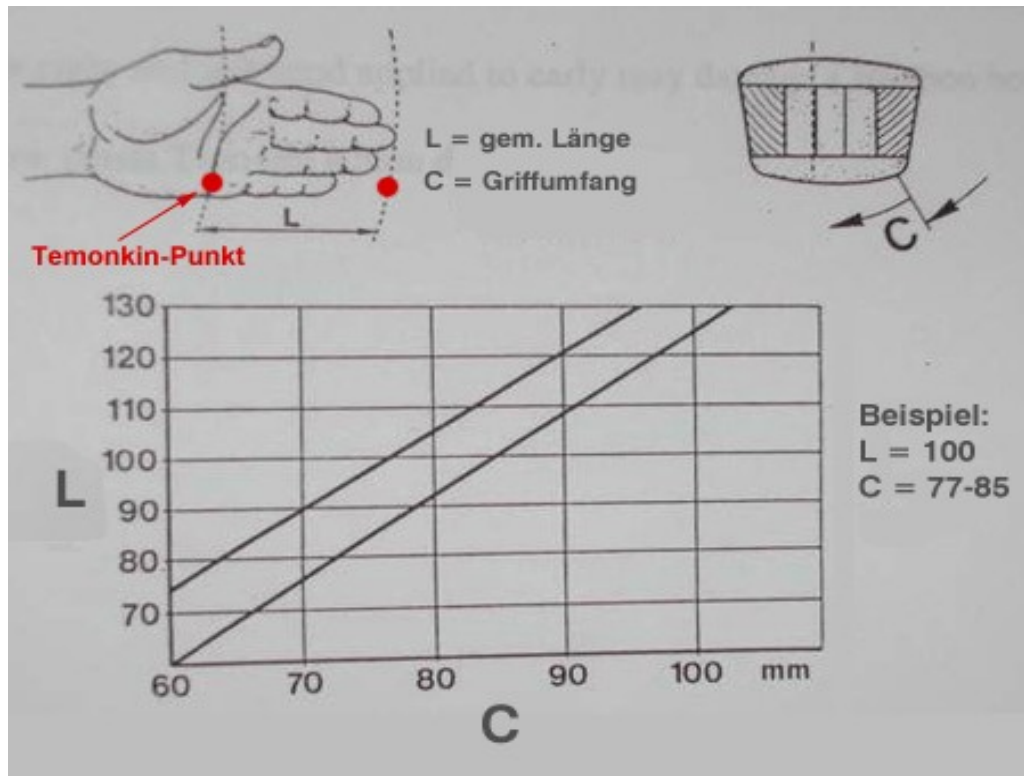 L = gem. Länge
C = Griffumfang
L
Temonkin-Punkt
C
130
120
110
100
90
80
70
L
60 70 80 90 100 mm
C
Beispiel:
L = 100
C = 77-85